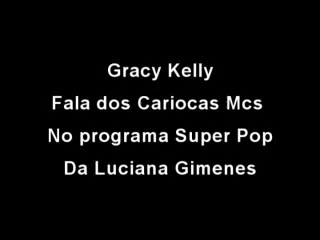 Gracy Kelly
Fala dos Cariocas Mcs
No programa Super Pop
Da Luciana Gimenes